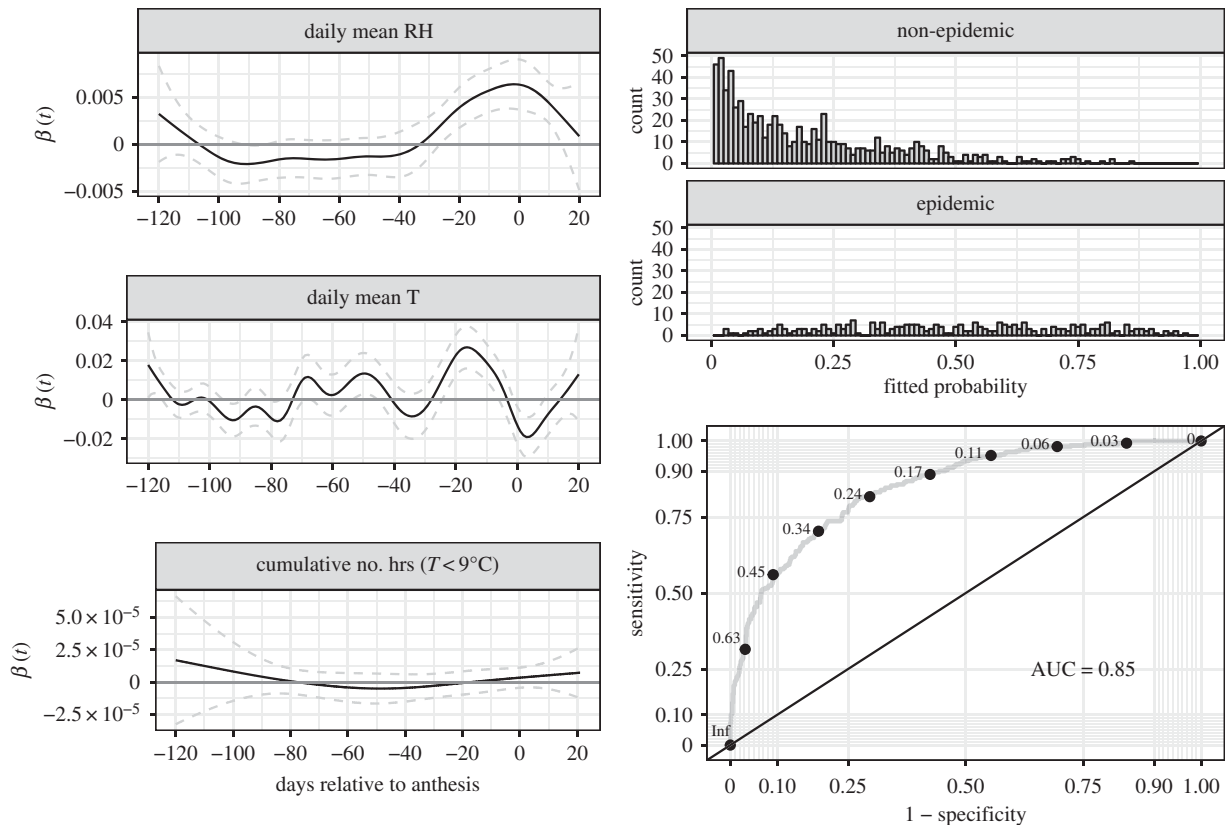 daily mean RH
β (t)
0.005
0
−0.005
−120 −100 −80 −60 −40 −20 0 20
daily mean T
β (t)
0.04
0.02
0
−0.02
−120 −100 −80 −60 −40 −20 0 20
cumulative no. hrs (T < 9°C)
β (t)
5.0 × 10⁻⁵
2.5 × 10⁻⁵
0
−2.5 × 10⁻⁵
−120 −100 −80 −60 −40 −20 0 20
days relative to anthesis
non-epidemic
count
50
40
30
20
10
0
epidemic
count
50
40
30
20
10
0
0 0.25 0.50 0.75 1.00
fitted probability
sensitivity
1.00
0.90
0.75
0.50
0.25
0.10
0
Inf
0.63
0.45
0.34
0.24
0.17
0.11
0.06
0.03
0
AUC = 0.85
0 0.10 0.25 0.50 0.75 0.90 1.00
1 − specificity